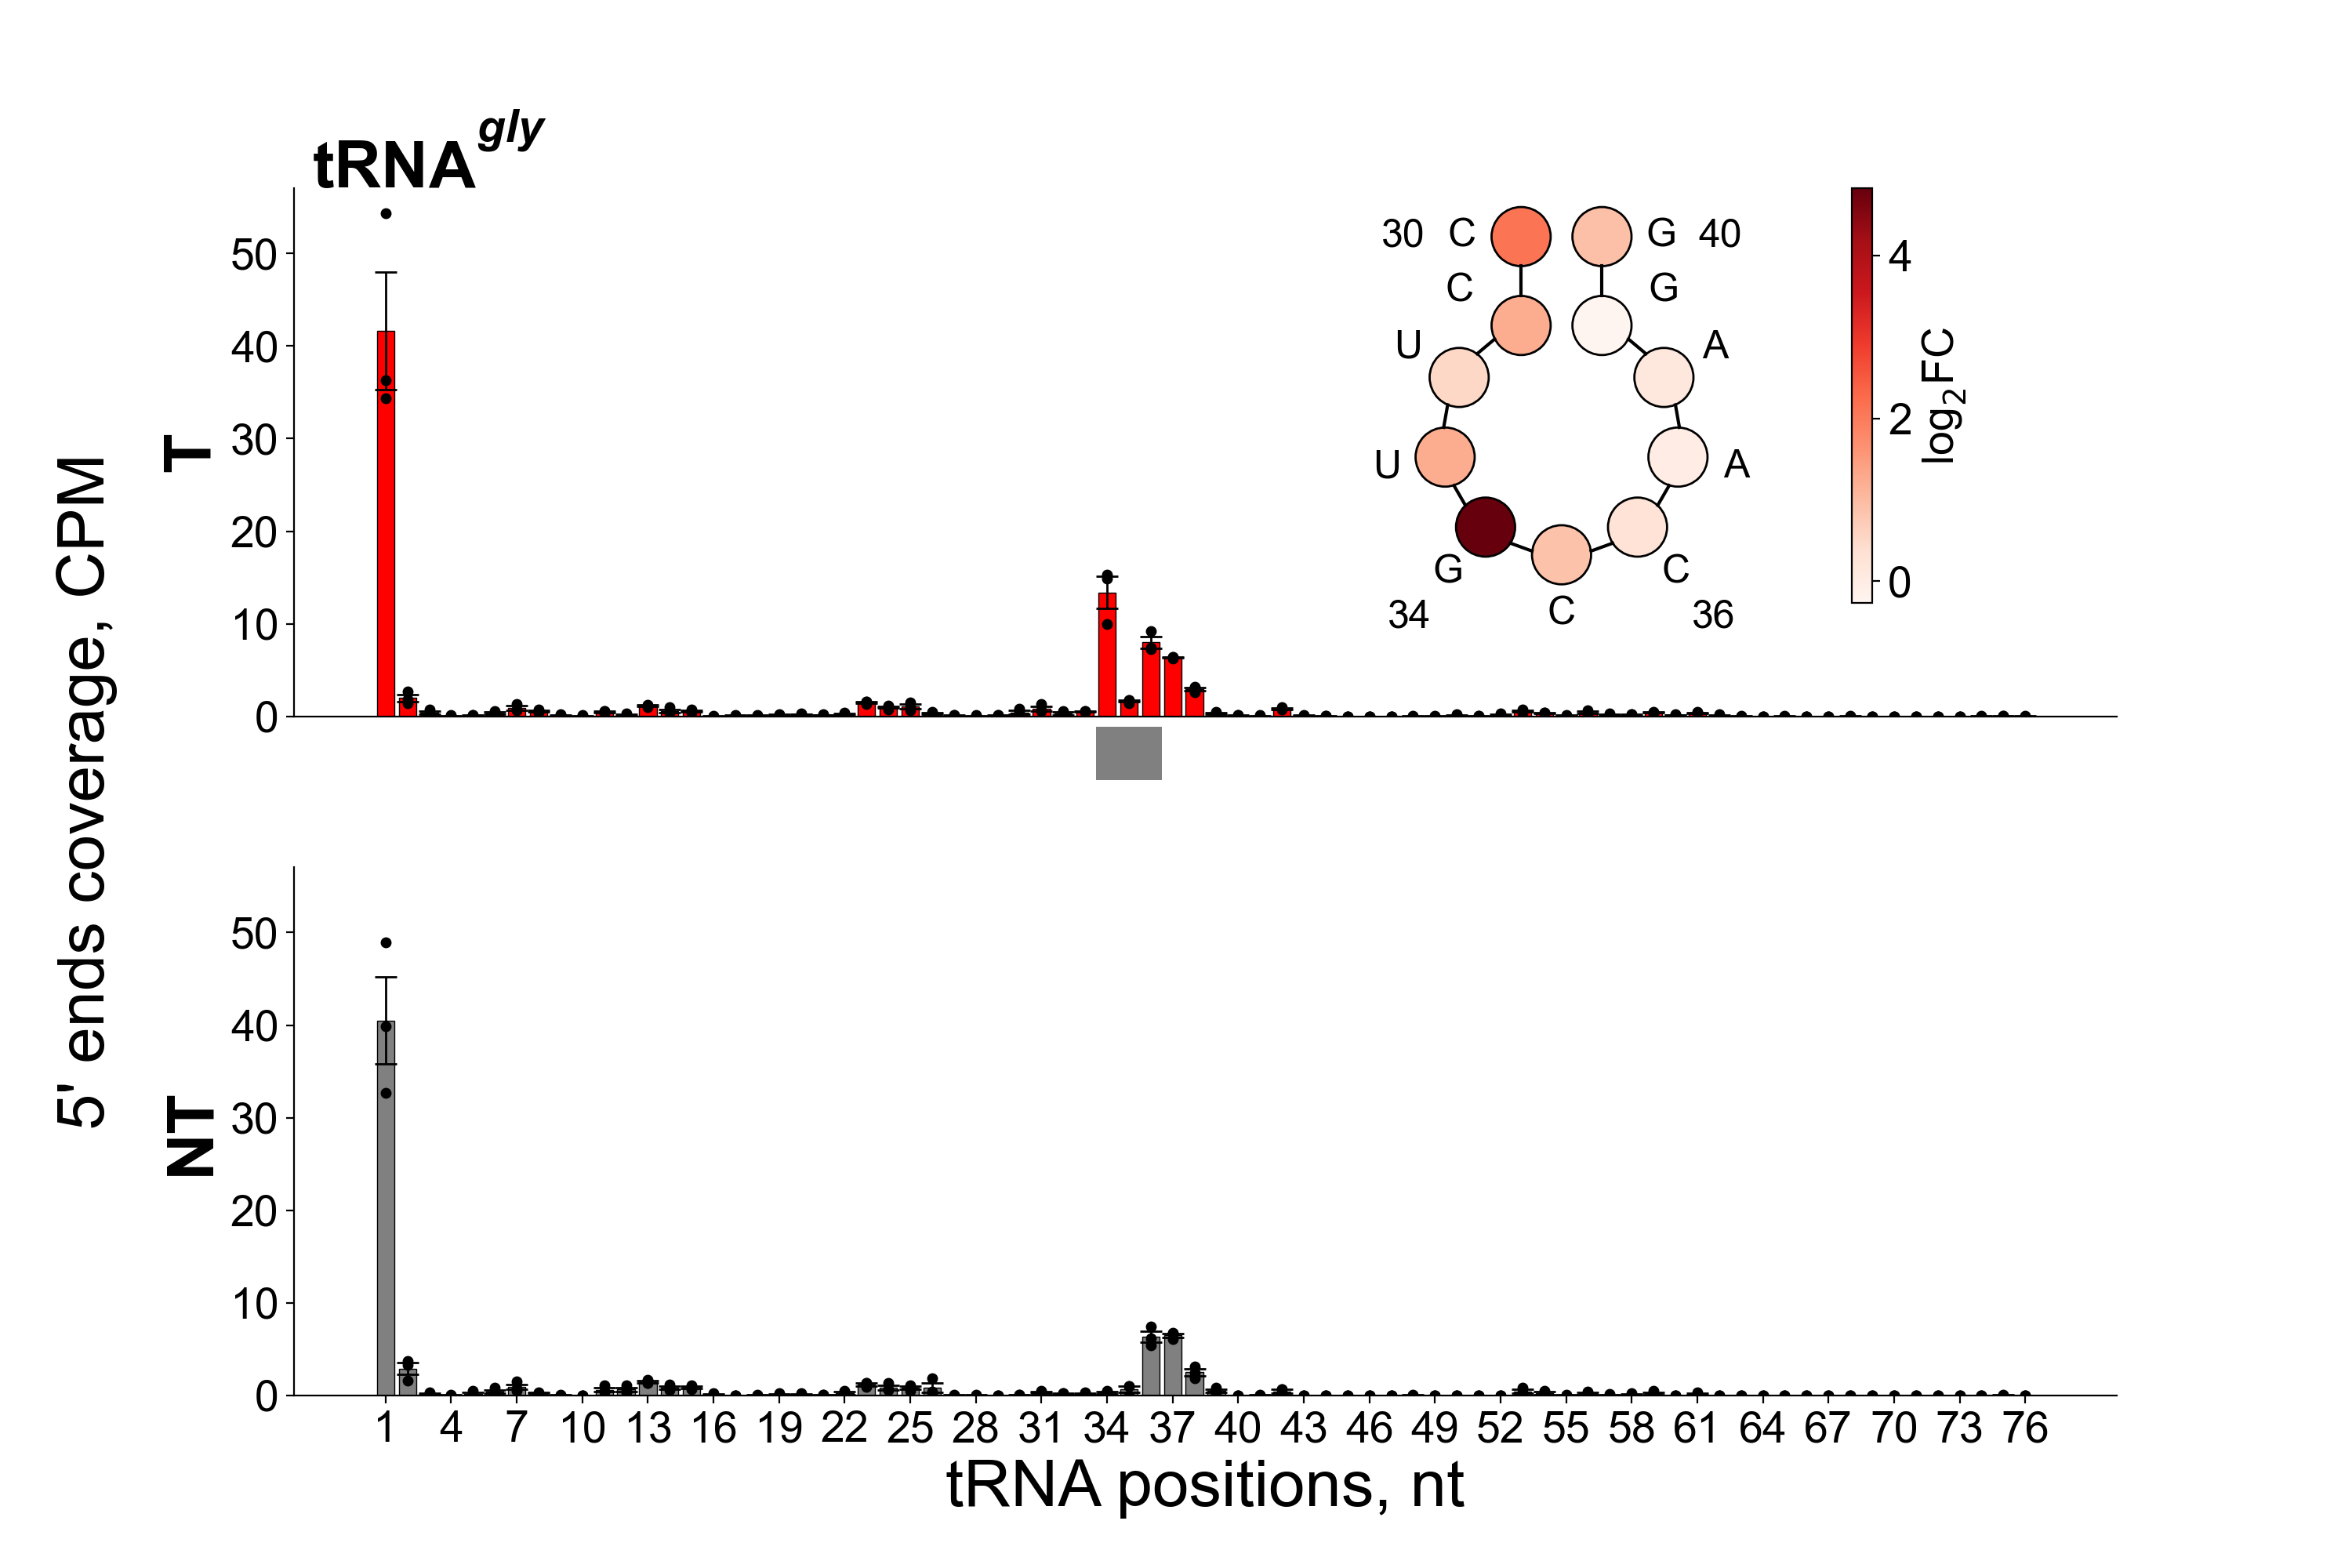 tRNA^gly
5' ends coverage, CPM
T
50
40
30
20
10
0
30 C G 40
C G
U A
U A
G C
34 C 36
4
2
0
log₂FC
NT
50
40
30
20
10
0
1 4 7 10 13 16 19 22 25 28 31 34 37 40 43 46 49 52 55 58 61 64 67 70 73 76
tRNA positions, nt